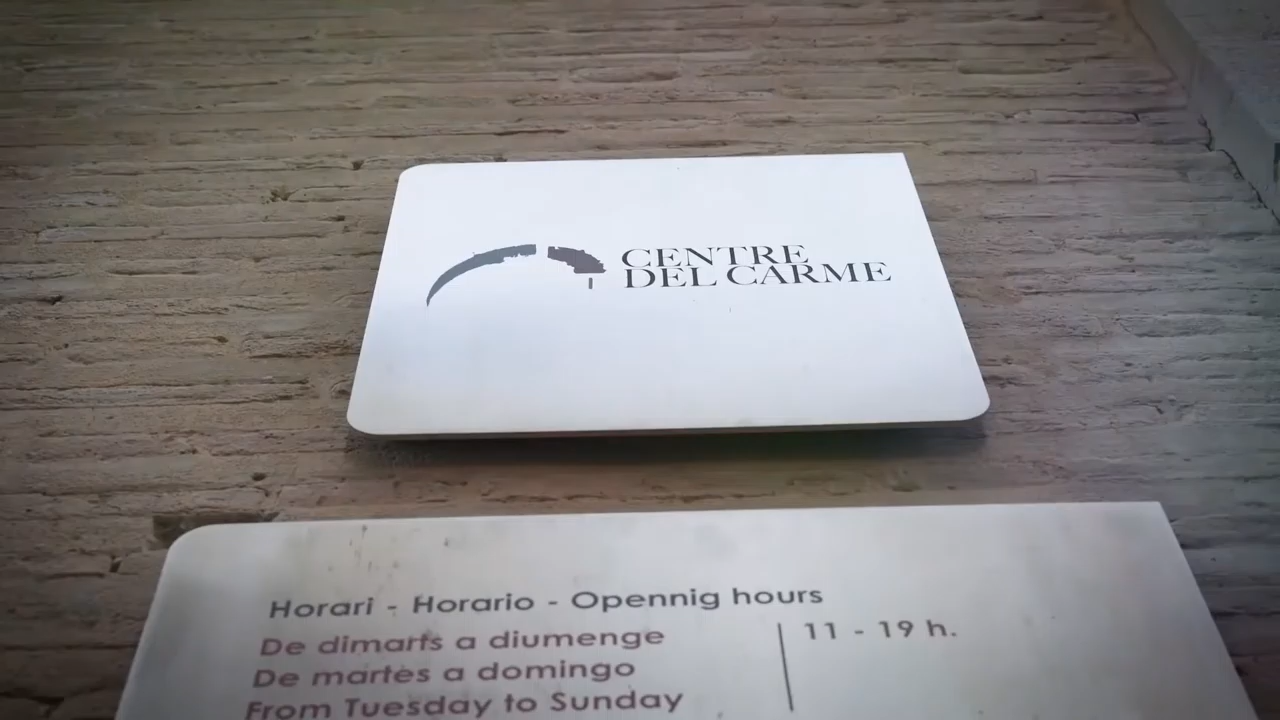 CENTRE
DEL CARME
Horari - Horario - Opennig hours
De dimarts a diumenge
11 - 19 h.
De martes a domingo
From Tuesday to Sunday